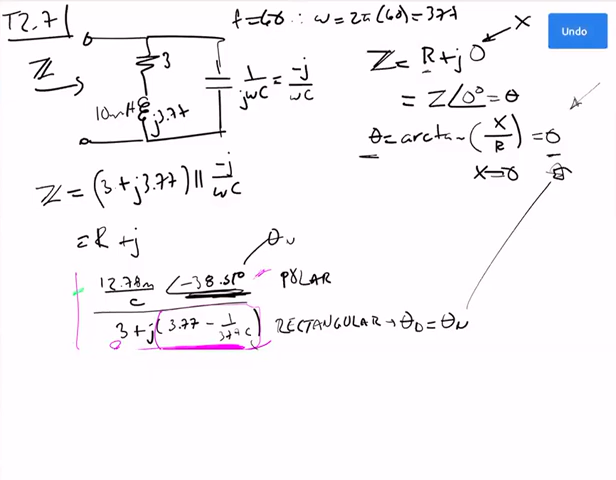 T2.7
f=60 ∴ ω = 2π(60) = 377
Undo
Z
3
10mH
j3.77
1/jωC = -j/ωC
X
Z = R + j0
= Z∠0° = θ
θ = arctan(X/R) = 0
X→0
Z = (3+j3.77) || -j/ωC
= R + j
θN
12.78m/C ∠-38.51° POLAR
3 + j(3.77 - 1/377C) RECTANGULAR → θD = θN